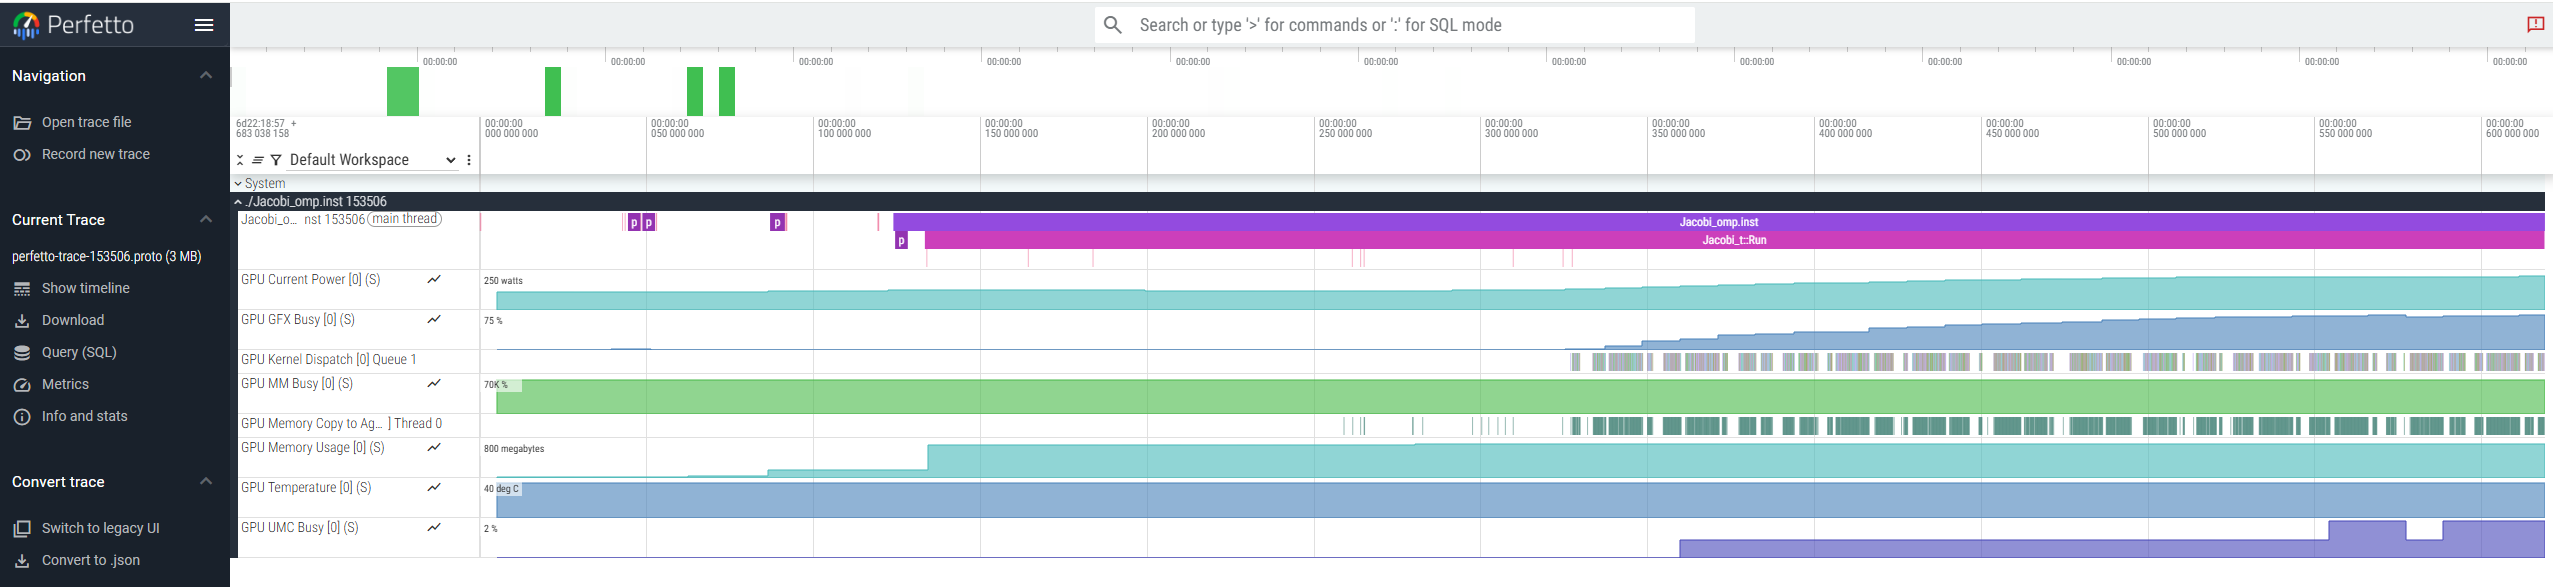 Perfetto
Search or type '>' for commands or ':' for SQL mode
Navigation
Open trace file
Record new trace
Current Trace
perfetto-trace-153506.proto (3 MB)
Show timeline
Download
Query (SQL)
Metrics
Info and stats
Convert trace
Switch to legacy UI
Convert to .json
00:00:00 00:00:00 00:00:00 00:00:00 00:00:00 00:00:00 00:00:00 00:00:00 00:00:00 00:00:00 00:00:00 00:00:00
6d22:18:57 + 00:00:00 00:00:00 00:00:00 00:00:00 00:00:00 00:00:00 00:00:00 00:00:00 00:00:00 00:00:00 00:00:00 00:00:00 00:00:00
683 038 158 000 000 000 050 000 000 100 000 000 150 000 000 200 000 000 250 000 000 300 000 000 350 000 000 400 000 000 450 000 000 500 000 000 550 000 000 600 000 000
Default Workspace
System
./Jacobi_omp.inst 153506
Jacobi_o... nst 153506 main thread
p p p Jacobi_omp.inst
p Jacobi_t::Run
GPU Current Power [0] (S) 250 watts
GPU GFX Busy [0] (S) 75 %
GPU Kernel Dispatch [0] Queue 1
GPU MM Busy [0] (S) 70K %
GPU Memory Copy to Ag... ] Thread 0
GPU Memory Usage [0] (S) 800 megabytes
GPU Temperature [0] (S) 40 deg C
GPU UMC Busy [0] (S) 2 %